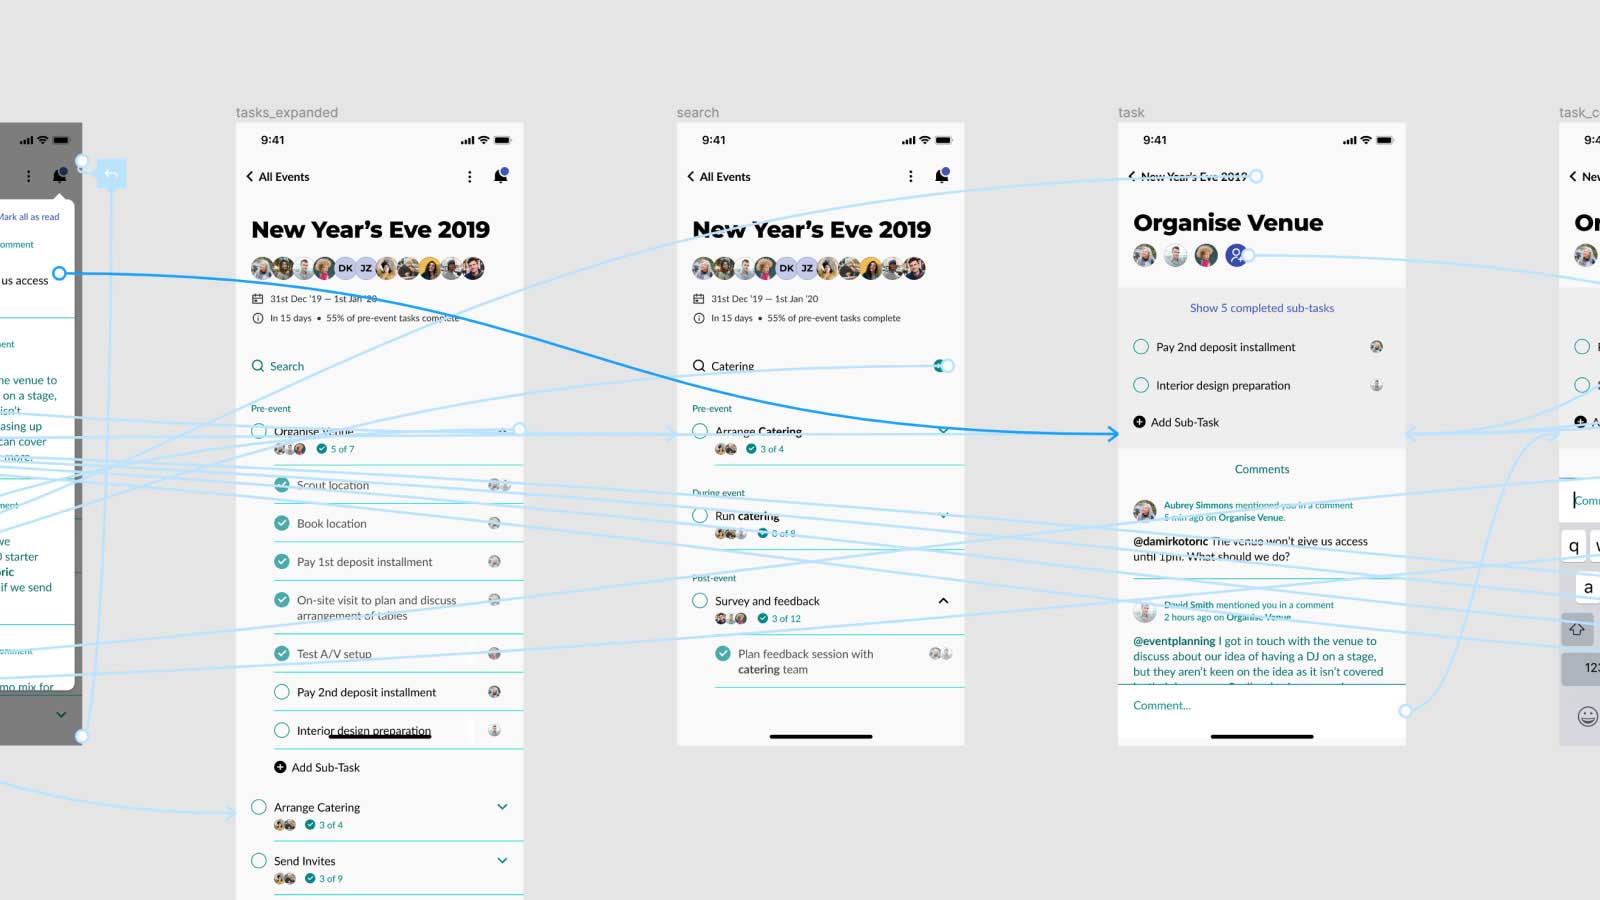 tasks_expanded
search
task
task_c
Mark all as read
omment
us access
ent
he venue to
on a stage,
isn't
asing up
can cover
more.
ment
we
starter
ric
if we send
omment
mo mix for
9:41
All Events
New Year's Eve 2019
DK
JZ
31st Dec '19 — 1st Jan '20
In 15 days • 55% of pre-event tasks complete
Search
Pre-event
Organise Venue
5 of 7
Scout location
Book location
Pay 1st deposit installment
On-site visit to plan and discuss
arrangement of tables
Test A/V setup
Pay 2nd deposit installment
Interior design preparation
Add Sub-Task
Arrange Catering
3 of 4
Send Invites
3 of 9
9:41
All Events
New Year's Eve 2019
DK
JZ
31st Dec '19 — 1st Jan '20
In 15 days • 55% of pre-event tasks complete
Catering
Pre-event
Arrange Catering
3 of 4
During event
Run catering
0 of 8
Post-event
Survey and feedback
3 of 12
Plan feedback session with
catering team
9:41
New Year's Eve 2019
Organise Venue
Show 5 completed sub-tasks
Pay 2nd deposit installment
Interior design preparation
Add Sub-Task
Comments
Aubrey Simmons mentioned you in a comment
5 min ago on Organise Venue.
@damirkotoric The venue won't give us access
until 1pm. What should we do?
David Smith mentioned you in a comment
2 hours ago on Organise Venue
@eventplanning I got in touch with the venue to
discuss about our idea of having a DJ on a stage,
but they aren't keen on the idea as it isn't covered
Comment...
9:4
New
Or
Com
q
a
123